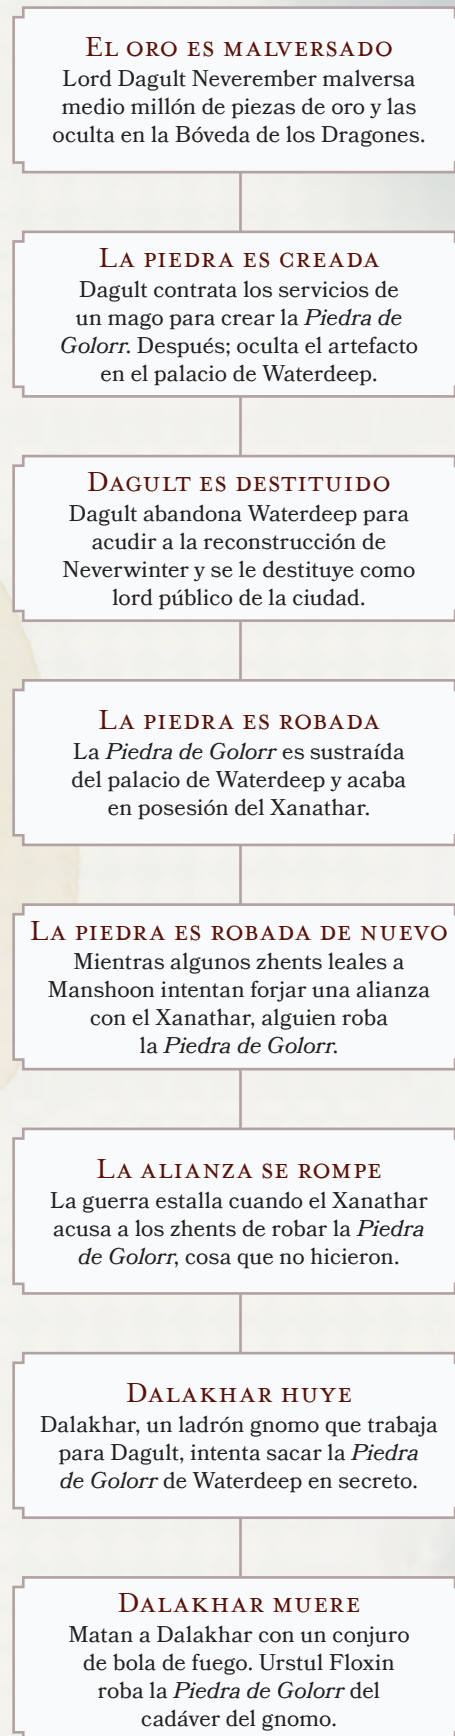 El oro es malversado
Lord Dagult Neverember malversa
medio millón de piezas de oro y las
oculta en la Bóveda de los Dragones.
La piedra es creada
Dagult contrata los servicios de
un mago para crear la Piedra de
Golorr. Después; oculta el artefacto
en el palacio de Waterdeep.
Dagult es destituido
Dagult abandona Waterdeep para
acudir a la reconstrucción de
Neverwinter y se le destituye como
lord público de la ciudad.
La piedra es robada
La Piedra de Golorr es sustraída
del palacio de Waterdeep y acaba
en posesión del Xanathar.
La piedra es robada de nuevo
Mientras algunos zhents leales a
Manshoon intentan forjar una alianza
con el Xanathar, alguien roba
la Piedra de Golorr.
La alianza se rompe
La guerra estalla cuando el Xanathar
acusa a los zhents de robar la Piedra
de Golorr, cosa que no hicieron.
Dalakhar huye
Dalakhar, un ladrón gnomo que trabaja
para Dagult, intenta sacar la Piedra
de Golorr de Waterdeep en secreto.
Dalakhar muere
Matan a Dalakhar con un conjuro
de bola de fuego. Urstul Floxin
roba la Piedra de Golorr del
cadáver del gnomo.